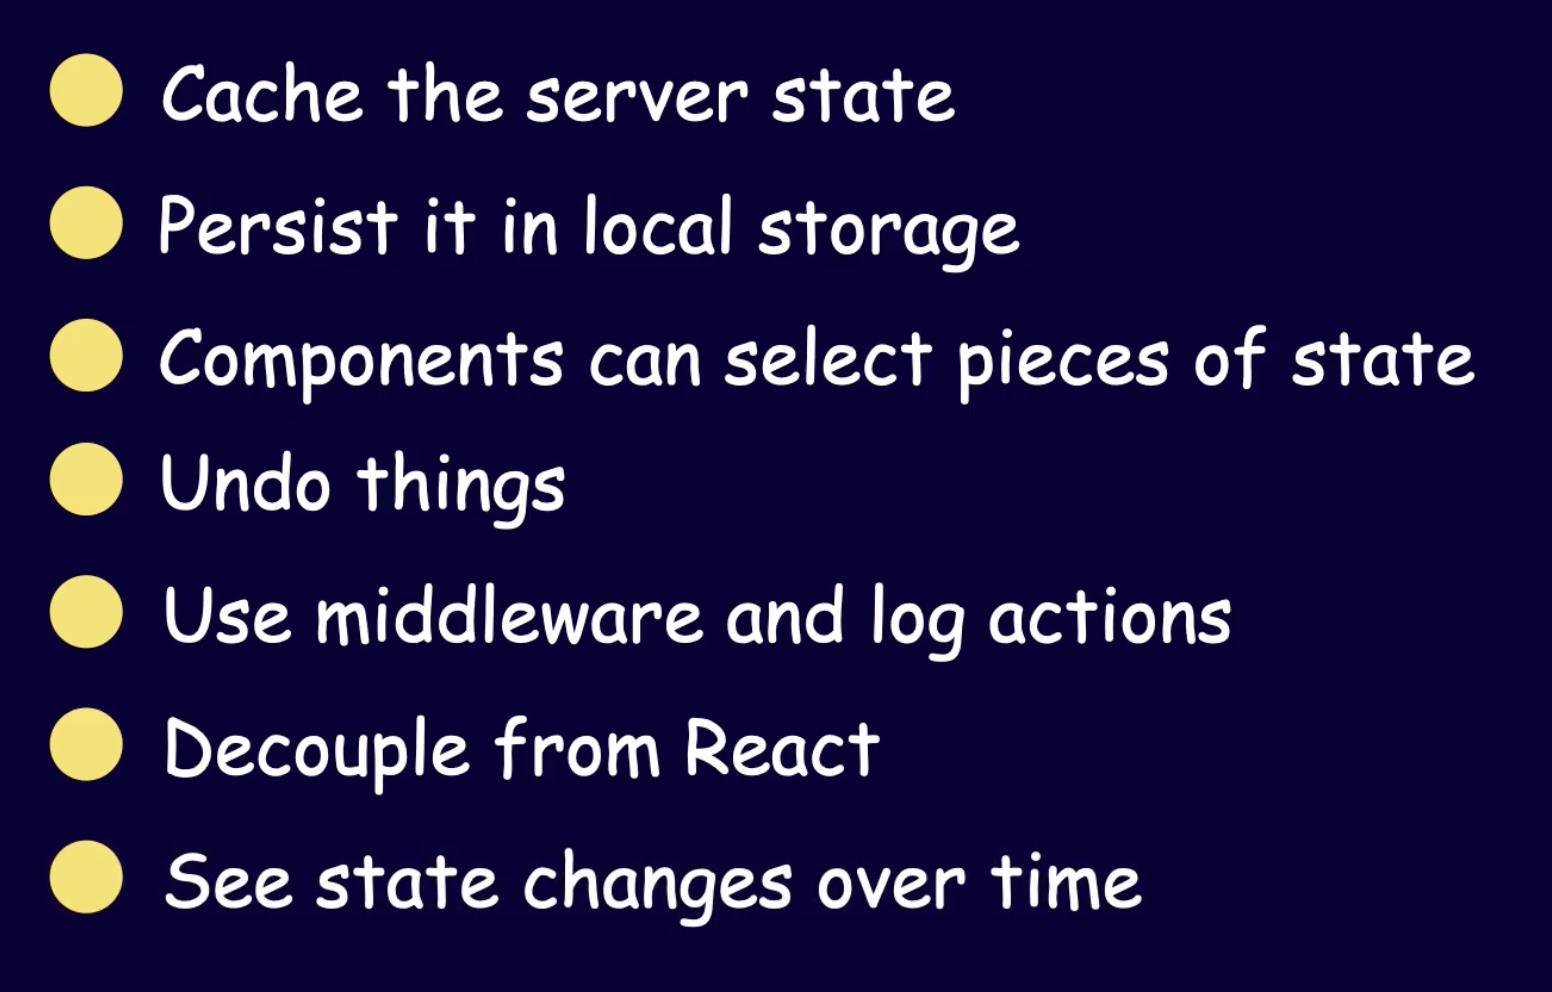 Cache the server state
Persist it in local storage
Components can select pieces of state
Undo things
Use middleware and log actions
Decouple from React
See state changes over time